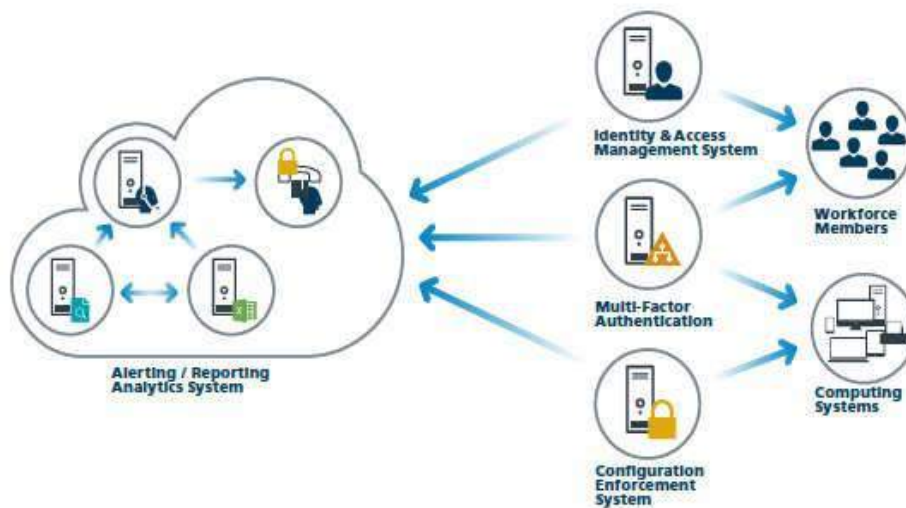 Identity & Access
Management System
Workforce
Members
Multi-Factor
Authentication
Alerting / Reporting
Analytics System
Computing
Systems
Configuration
Enforcement
System